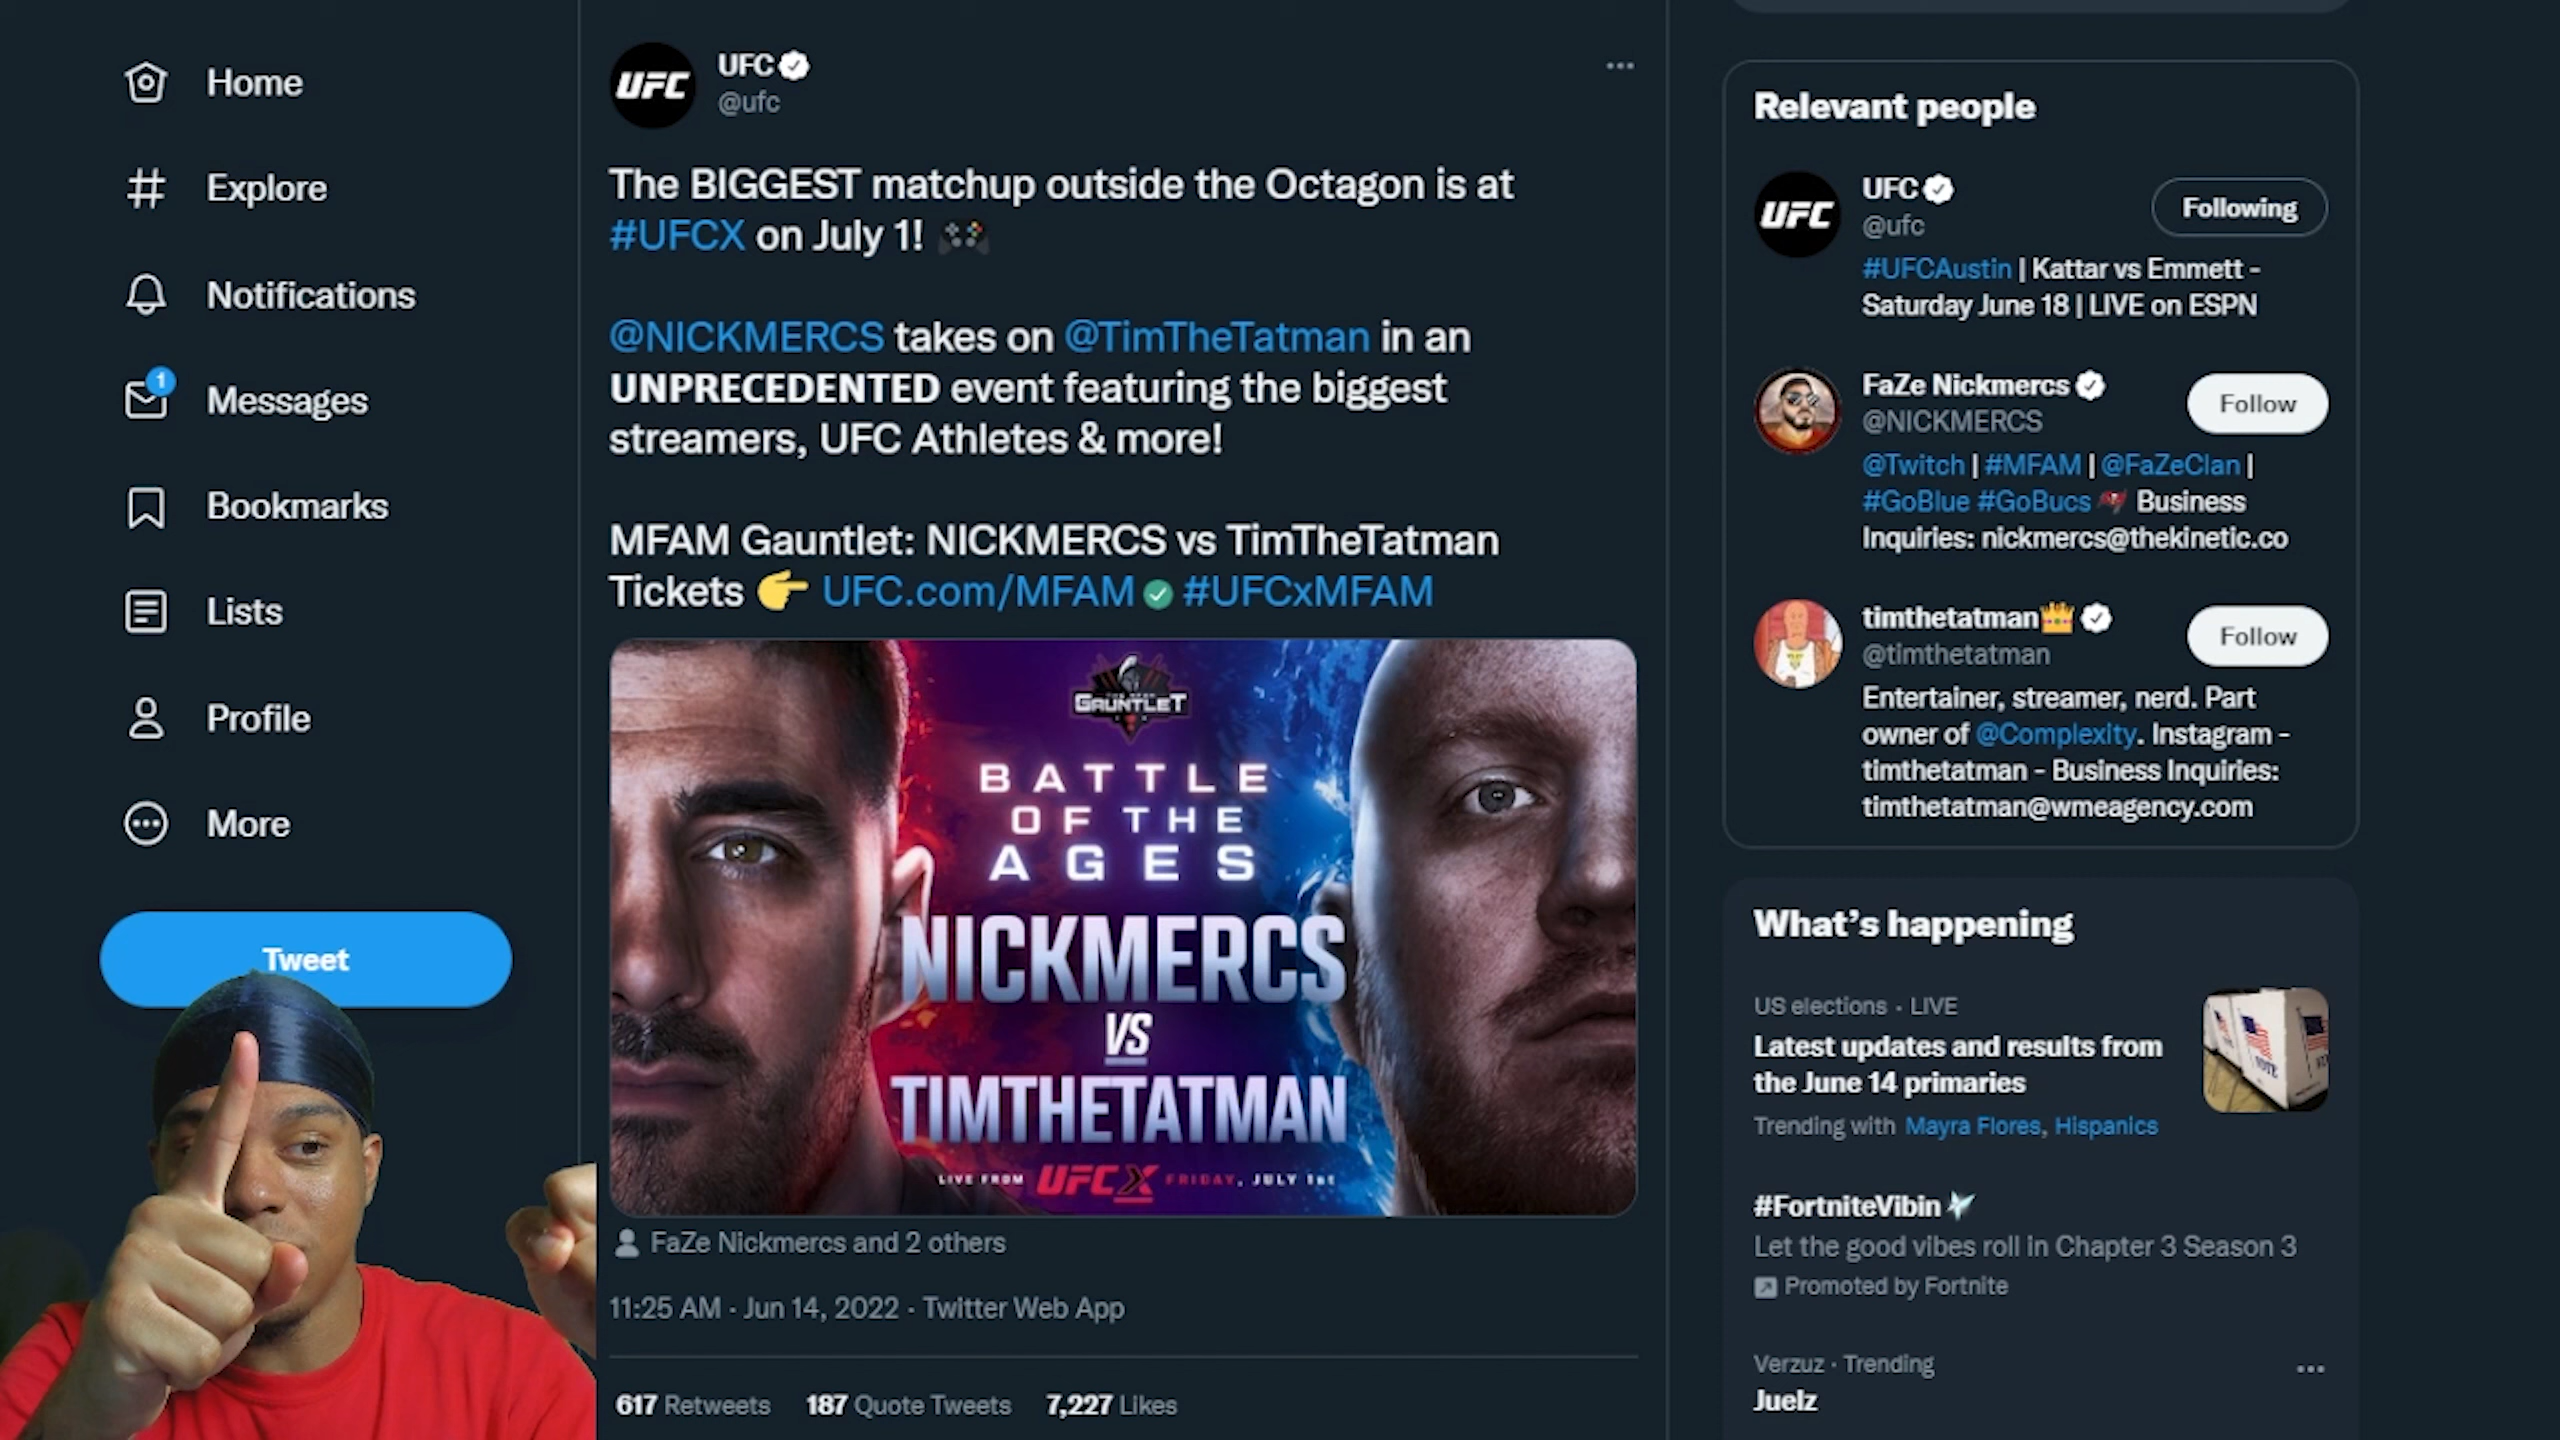 Home
Explore
Notifications
1
Messages
Bookmarks
Lists
Profile
More
Tweet
UFC
UFC
@ufc
The BIGGEST matchup outside the Octagon is at
#UFCX on July 1! 🎮
@NICKMERCS takes on @TimTheTatman in an
UNPRECEDENTED event featuring the biggest
streamers, UFC Athletes & more!
MFAM Gauntlet: NICKMERCS vs TimTheTatman
Tickets 👉 UFC.com/MFAM #UFCxMFAM
GAUNTLET
BATTLE
OF THE
AGES
NICKMERCS
VS
TIMTHETATMAN
LIVE FROM UFC X FRIDAY, JULY 1st
FaZe Nickmercs and 2 others
11:25 AM · Jun 14, 2022 · Twitter Web App
617 Retweets 187 Quote Tweets 7,227 Likes
Relevant people
UFC
UFC
Following
@ufc
#UFCAustin | Kattar vs Emmett -
Saturday June 18 | LIVE on ESPN
FaZe Nickmercs
Follow
@NICKMERCS
@Twitch | #MFAM | @FaZeClan |
#GoBlue #GoBucs Business
Inquiries: nickmercs@thekinetic.co
timthetatman👑
Follow
@timthetatman
Entertainer, streamer, nerd. Part
owner of @Complexity. Instagram -
timthetatman - Business Inquiries:
timthetatman@wmeagency.com
What's happening
US elections · LIVE
Latest updates and results from
the June 14 primaries
VOTE
Trending with Mayra Flores, Hispanics
#FortniteVibin
Let the good vibes roll in Chapter 3 Season 3
Promoted by Fortnite
Verzuz · Trending
Juelz